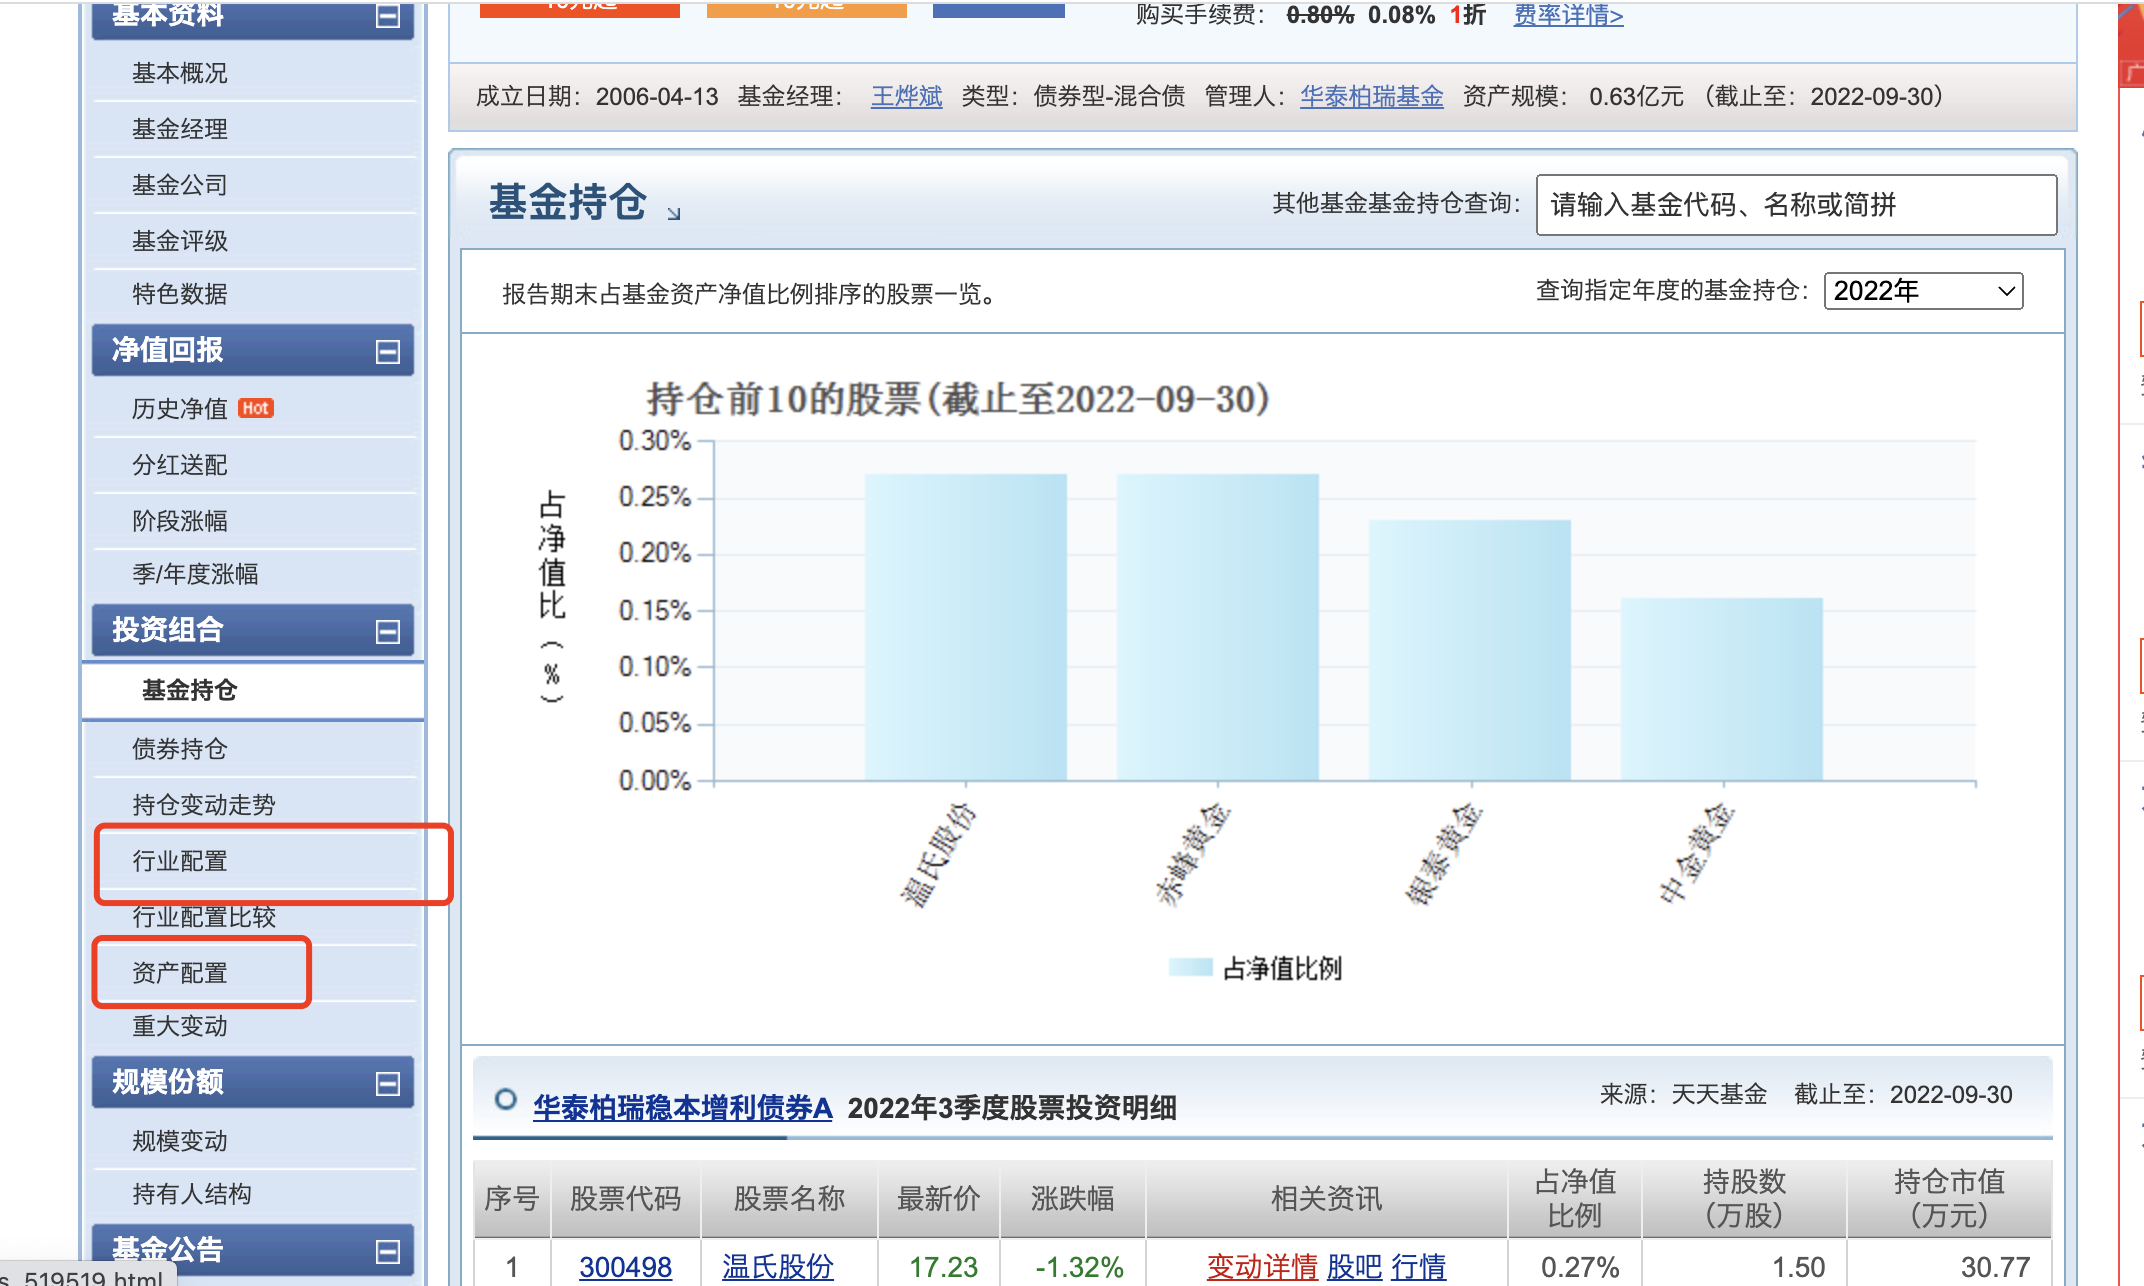 基本资料
基本概况
基金经理
基金公司
基金评级
特色数据
净值回报
历史净值 Hot
分红送配
阶段涨幅
季/年度涨幅
投资组合
基金持仓
债券持仓
持仓变动走势
行业配置
行业配置比较
资产配置
重大变动
规模份额
规模变动
持有人结构
基金公告
s_519519.html
购买手续费： 0.80% 0.08% 1折 费率详情>
成立日期：2006-04-13 基金经理： 王烨斌 类型：债券型-混合债 管理人：华泰柏瑞基金 资产规模： 0.63亿元 （截止至：2022-09-30）
基金持仓
其他基金基金持仓查询：
请输入基金代码、名称或简拼
报告期末占基金资产净值比例排序的股票一览。
查询指定年度的基金持仓： 2022年
持仓前10的股票(截止至2022-09-30)
占净值比（%）
0.30%
0.25%
0.20%
0.15%
0.10%
0.05%
0.00%
温氏股份
赤峰黄金
银泰黄金
中金黄金
占净值比例
华泰柏瑞稳本增利债券A 2022年3季度股票投资明细
来源：天天基金 截止至：2022-09-30
序号 股票代码 股票名称 最新价 涨跌幅 相关资讯 占净值比例 持股数（万股） 持仓市值（万元）
1 300498 温氏股份 17.23 -1.32% 变动详情 股吧 行情 0.27% 1.50 30.77